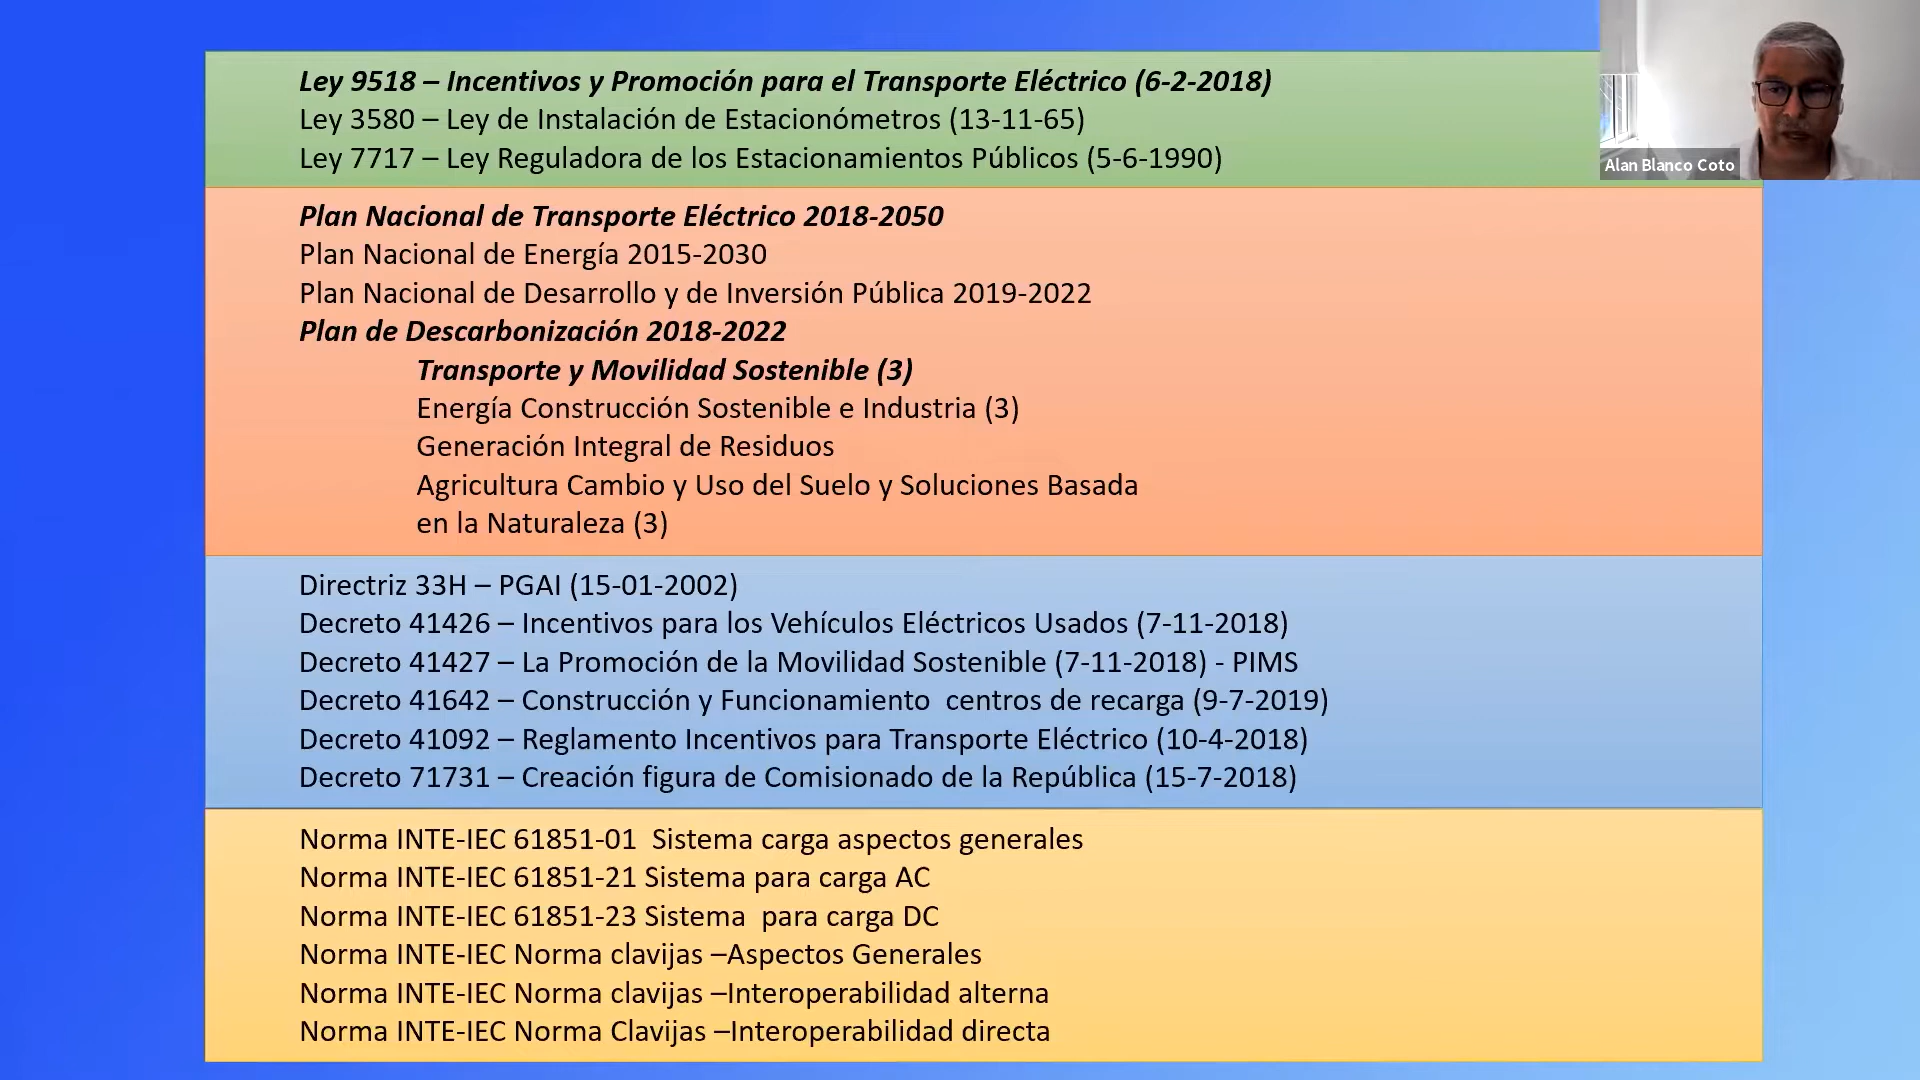 Ley 9518 – Incentivos y Promoción para el Transporte Eléctrico (6-2-2018)
Ley 3580 – Ley de Instalación de Estacionómetros (13-11-65)
Ley 7717 – Ley Reguladora de los Estacionamientos Públicos (5-6-1990)
Alan Blanco Coto
Plan Nacional de Transporte Eléctrico 2018-2050
Plan Nacional de Energía 2015-2030
Plan Nacional de Desarrollo y de Inversión Pública 2019-2022
Plan de Descarbonización 2018-2022
Transporte y Movilidad Sostenible (3)
Energía Construcción Sostenible e Industria (3)
Generación Integral de Residuos
Agricultura Cambio y Uso del Suelo y Soluciones Basada
en la Naturaleza (3)
Directriz 33H – PGAI (15-01-2002)
Decreto 41426 – Incentivos para los Vehículos Eléctricos Usados (7-11-2018)
Decreto 41427 – La Promoción de la Movilidad Sostenible (7-11-2018) - PIMS
Decreto 41642 – Construcción y Funcionamiento  centros de recarga (9-7-2019)
Decreto 41092 – Reglamento Incentivos para Transporte Eléctrico (10-4-2018)
Decreto 71731 – Creación figura de Comisionado de la República (15-7-2018)
Norma INTE-IEC 61851-01  Sistema carga aspectos generales
Norma INTE-IEC 61851-21 Sistema para carga AC
Norma INTE-IEC 61851-23 Sistema  para carga DC
Norma INTE-IEC Norma clavijas –Aspectos Generales
Norma INTE-IEC Norma clavijas –Interoperabilidad alterna
Norma INTE-IEC Norma Clavijas –Interoperabilidad directa